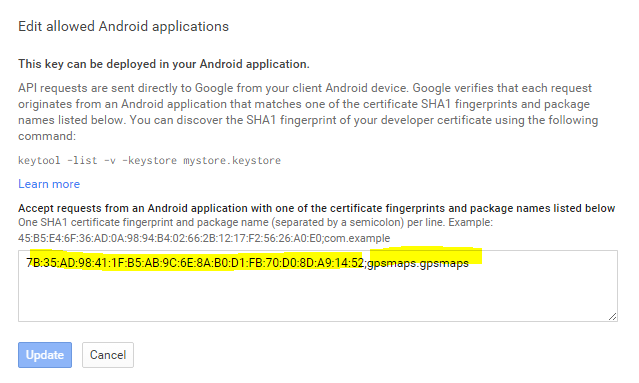 Edit allowed Android applications
This key can be deployed in your Android application.
API requests are sent directly to Google from your client Android device. Google verifies that each request
originates from an Android application that matches one of the certificate SHA1 fingerprints and package
names listed below. You can discover the SHA1 fingerprint of your developer certificate using the following
command:
keytool -list -v -keystore mystore.keystore
Learn more
Accept requests from an Android application with one of the certificate fingerprints and package names listed below
One SHA1 certificate fingerprint and package name (separated by a semicolon) per line. Example:
45:B5:E4:6F:36:AD:0A:98:94:B4:02:66:2B:12:17:F2:56:26:A0:E0;com.example
7B:35:AD:98:41:1F:B5:AB:9C:6E:8A:B0:D1:FB:70:D0:8D:A9:14:52;gpsmaps.gpsmaps
Update Cancel